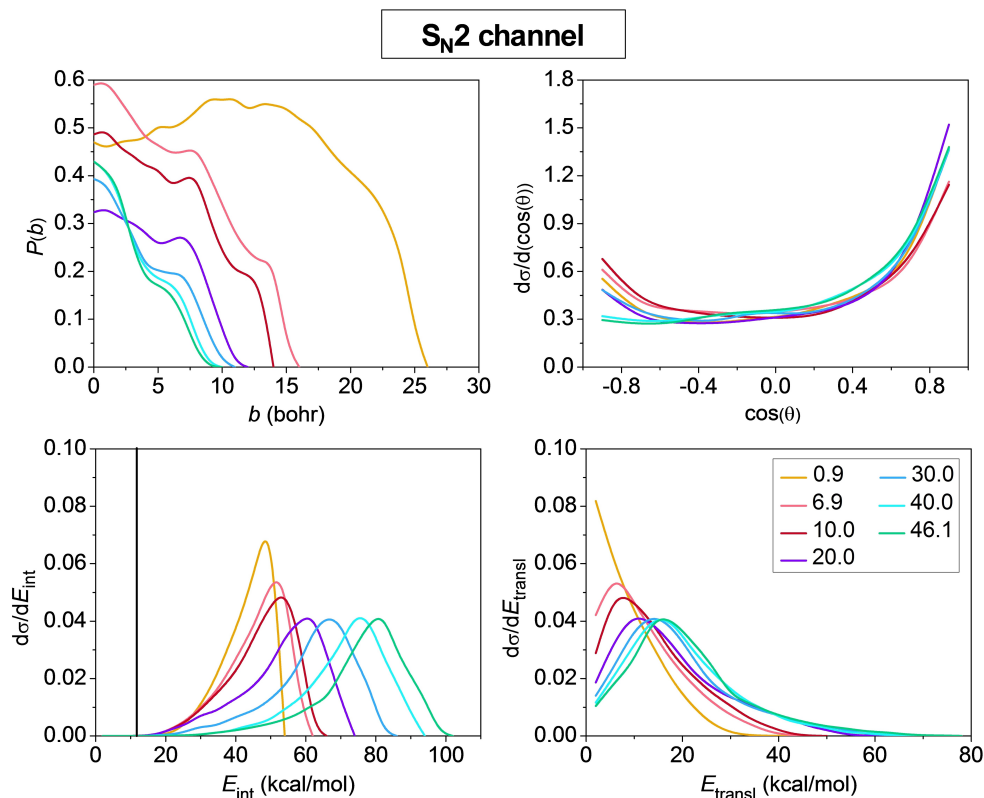 S_N2 channel
0.6
0.5
0.4
0.3
0.2
0.1
0.0
P(b)
0 5 10 15 20 25 30
b (bohr)
1.8
1.5
1.2
0.9
0.6
0.3
0.0
dσ/d(cos(θ))
-0.8 -0.4 0.0 0.4 0.8
cos(θ)
0.10
0.08
0.06
0.04
0.02
0.00
dσ/dE_int
0 20 40 60 80 100
E_int (kcal/mol)
0.10
0.08
0.06
0.04
0.02
0.00
dσ/dE_transl
0.9 30.0
6.9 40.0
10.0 46.1
20.0
0 20 40 60 80
E_transl (kcal/mol)